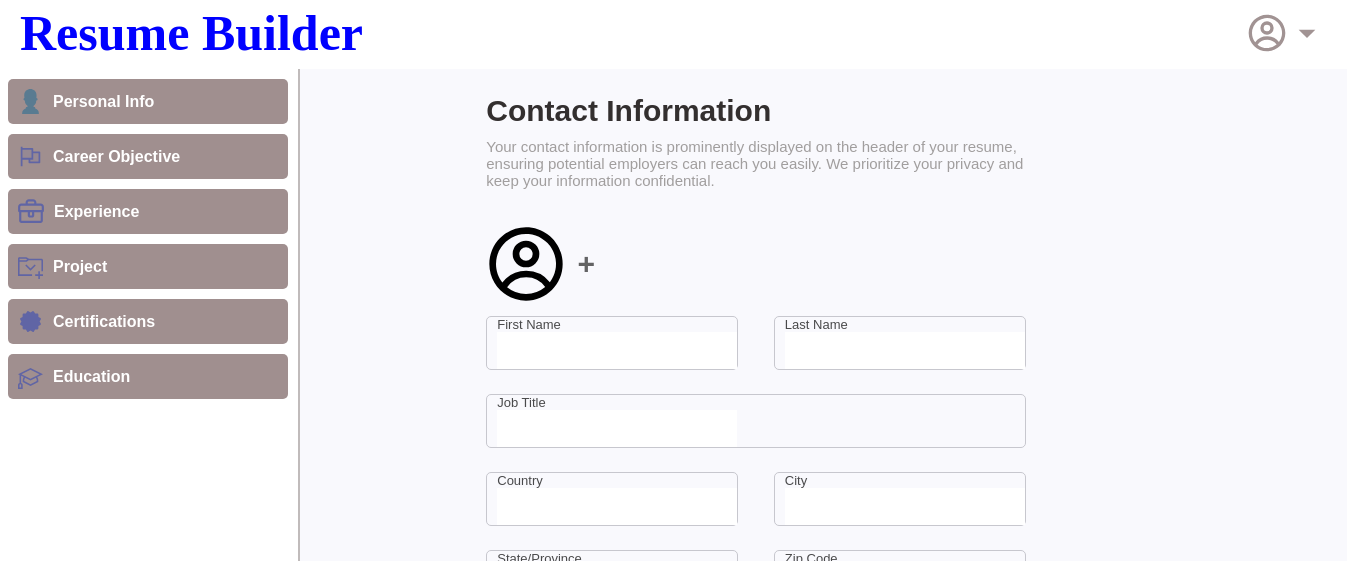 Resume Builder
Personal Info
Career Objective
Experience
Project
Certifications
Education
Contact Information
Your contact information is prominently displayed on the header of your resume,
ensuring potential employers can reach you easily. We prioritize your privacy and
keep your information confidential.
+
First Name
Last Name
Job Title
Country
City
State/Province
Zip Code